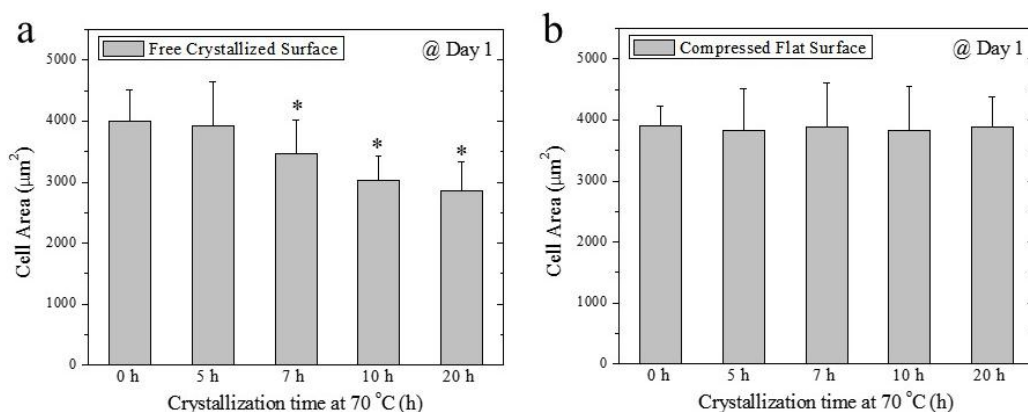 a
Free Crystallized Surface
@ Day 1
5000
4000
3000
2000
1000
0
Cell Area (μm²)
*
*
*
0 h 5 h 7 h 10 h 20 h
Crystallization time at 70 °C (h)
b
Compressed Flat Surface
@ Day 1
5000
4000
3000
2000
1000
0
Cell Area (μm²)
0 h 5 h 7 h 10 h 20 h
Crystallization time at 70 °C (h)